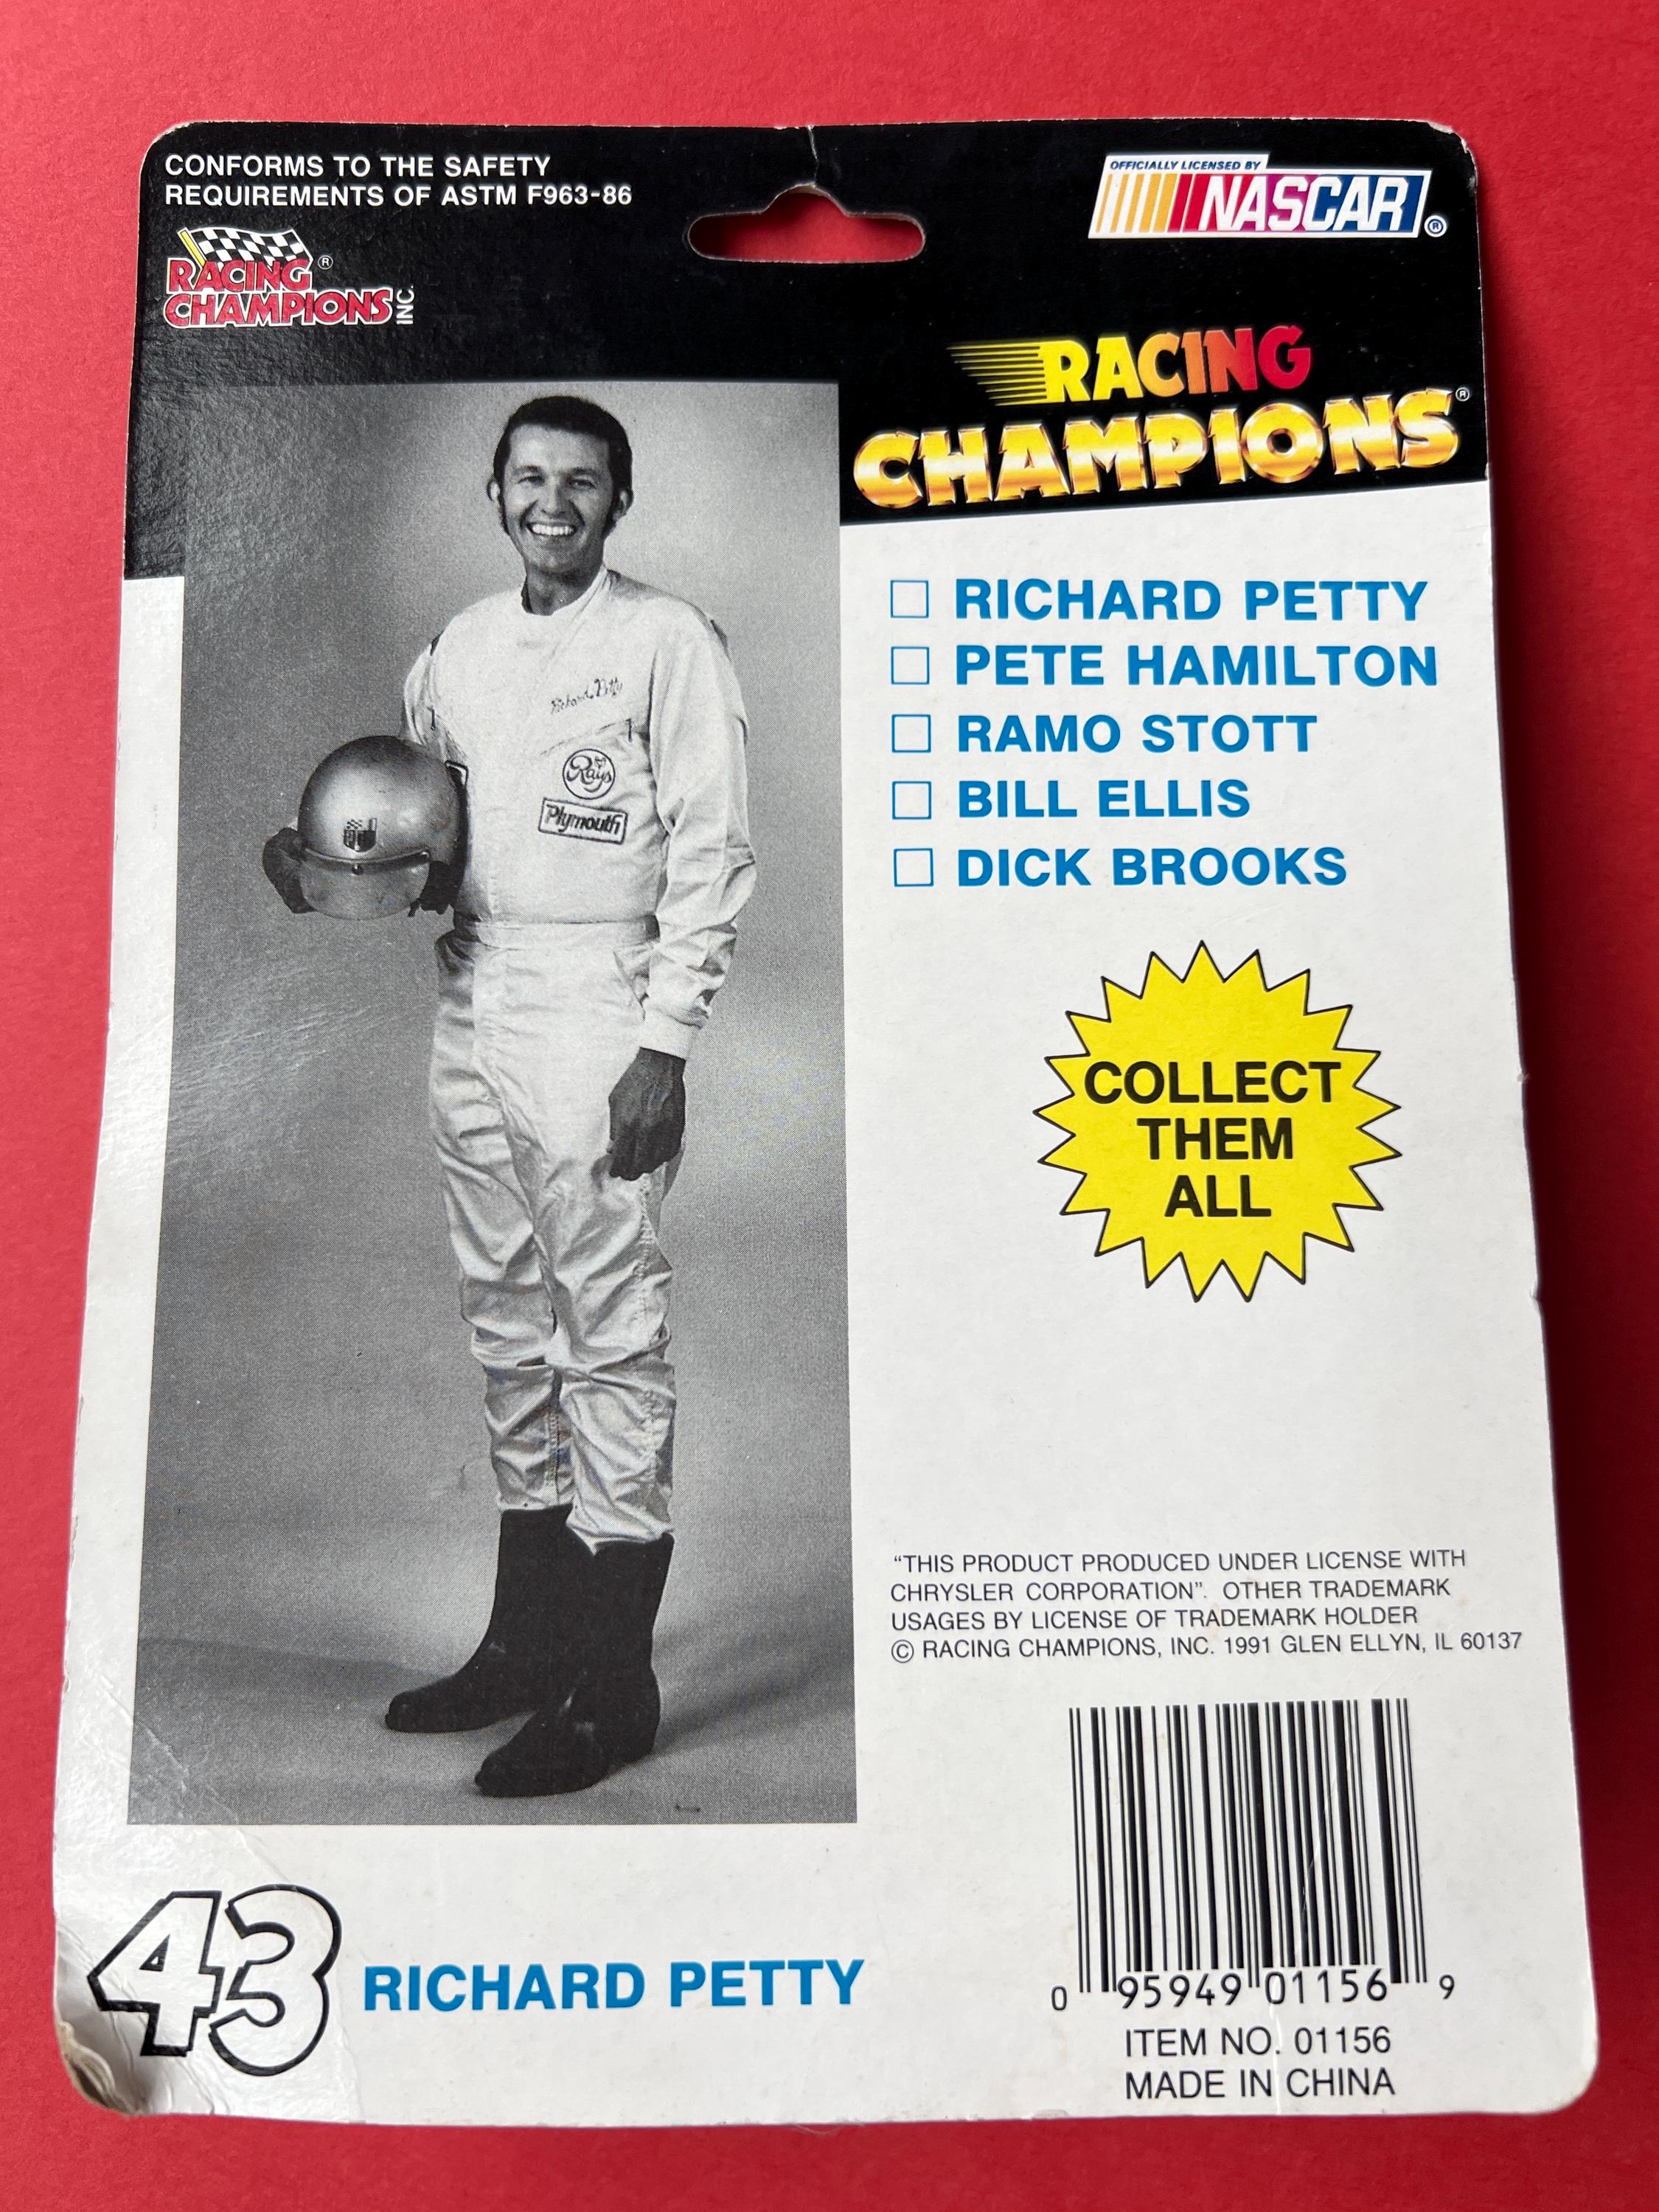 CONFORMS TO THE SAFETY
REQUIREMENTS OF ASTM F963-86
RACING ®
CHAMPIONS INC.
OFFICIALLY LICENSED BY
NASCAR®
RACING
CHAMPIONS®
☐ RICHARD PETTY
☐ PETE HAMILTON
☐ RAMO STOTT
☐ BILL ELLIS
☐ DICK BROOKS
Richard Petty
Rays
Plymouth
COLLECT
THEM
ALL
“THIS PRODUCT PRODUCED UNDER LICENSE WITH
CHRYSLER CORPORATION”. OTHER TRADEMARK
USAGES BY LICENSE OF TRADEMARK HOLDER
© RACING CHAMPIONS, INC. 1991 GLEN ELLYN, IL 60137
43 RICHARD PETTY
0 95949 01156 9
ITEM NO. 01156
MADE IN CHINA